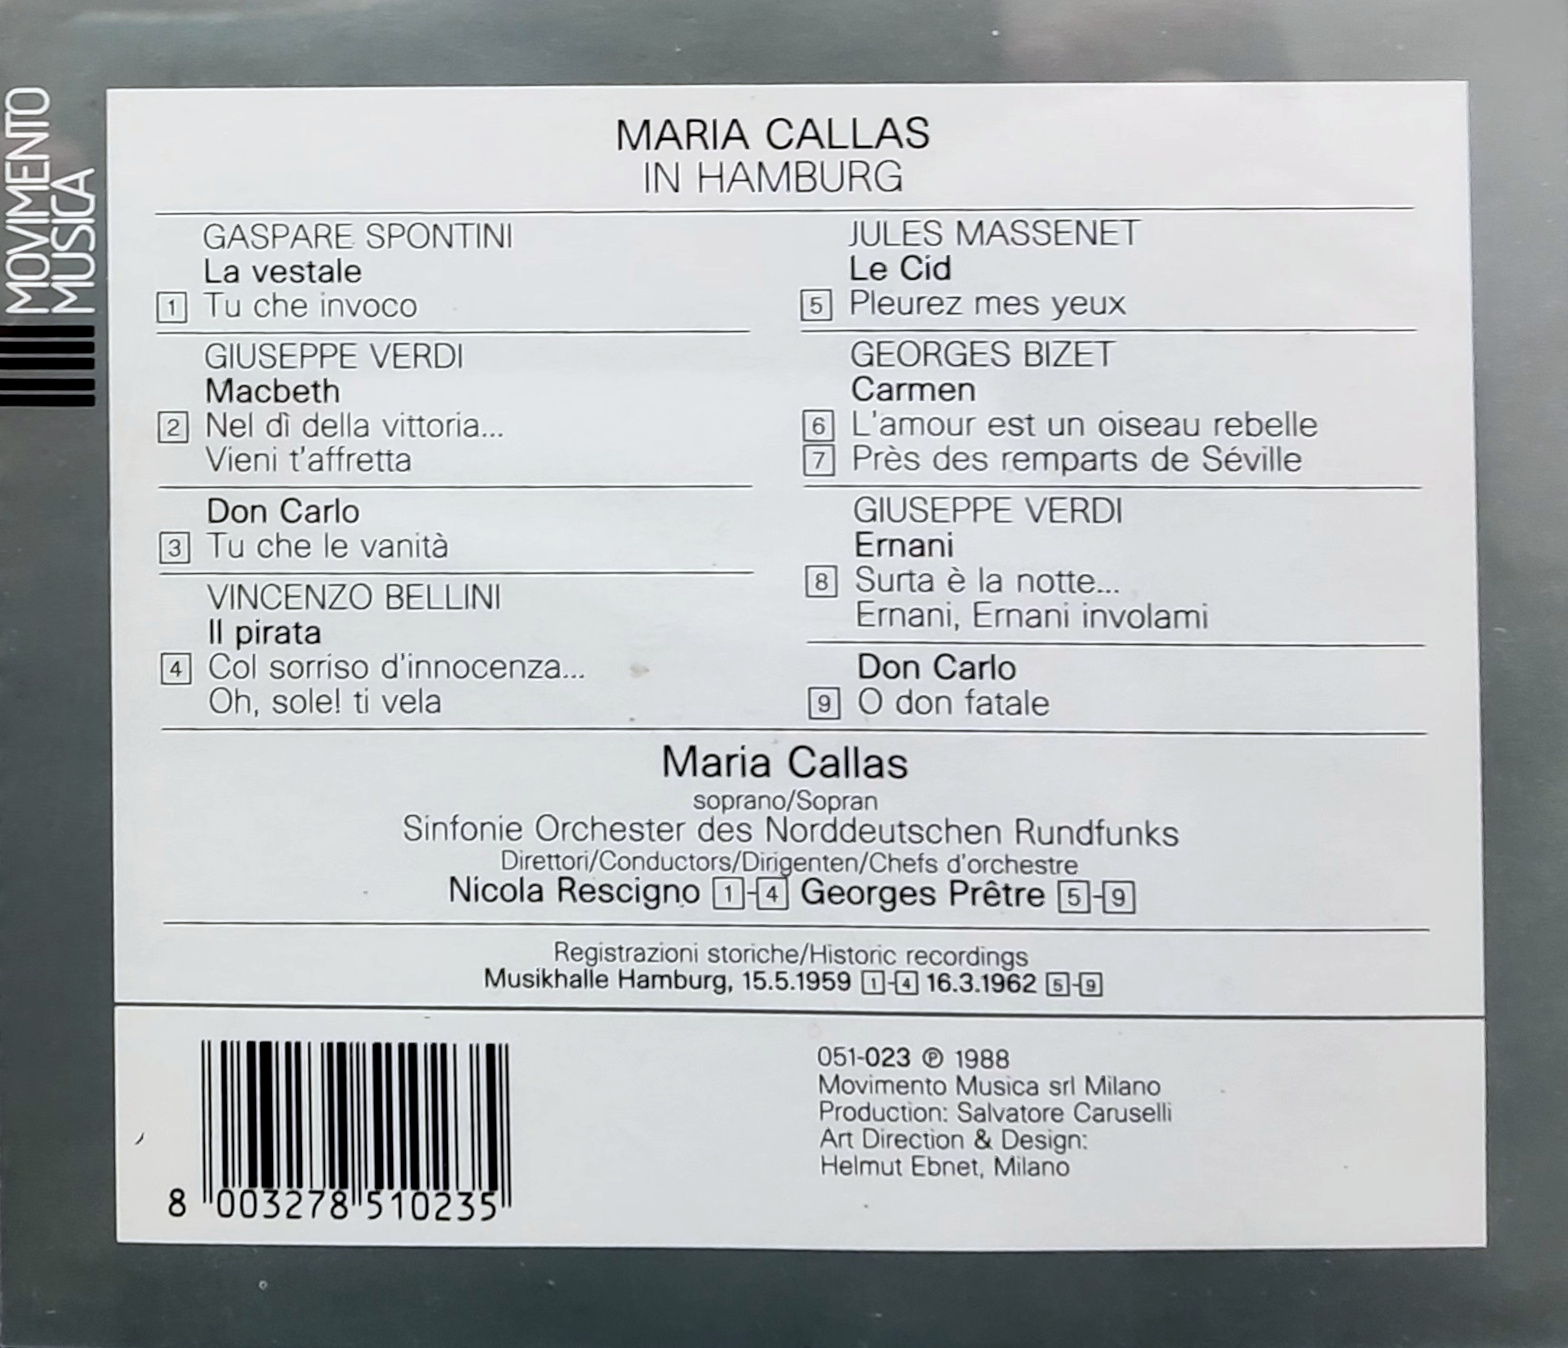 MOVIMENTO
MUSICA
MARIA CALLAS
IN HAMBURG
GASPARE SPONTINI
La vestale
1 Tu che invoco
GIUSEPPE VERDI
Macbeth
2 Nel dì della vittoria...
Vieni t'affretta
Don Carlo
3 Tu che le vanità
VINCENZO BELLINI
Il pirata
4 Col sorriso d'innocenza...
Oh, sole! ti vela
JULES MASSENET
Le Cid
5 Pleurez mes yeux
GEORGES BIZET
Carmen
6 L'amour est un oiseau rebelle
7 Près des remparts de Séville
GIUSEPPE VERDI
Ernani
8 Surta è la notte...
Ernani, Ernani involami
Don Carlo
9 O don fatale
Maria Callas
soprano/Sopran
Sinfonie Orchester des Norddeutschen Rundfunks
Direttori/Conductors/Dirigenten/Chefs d'orchestre
Nicola Rescigno 1-4 Georges Prêtre 5-9
Registrazioni storiche/Historic recordings
Musikhalle Hamburg, 15.5.1959 1-4 16.3.1962 5-9
8 003278 510235
051-023 ℗ 1988
Movimento Musica srl Milano
Production: Salvatore Caruselli
Art Direction & Design:
Helmut Ebnet, Milano